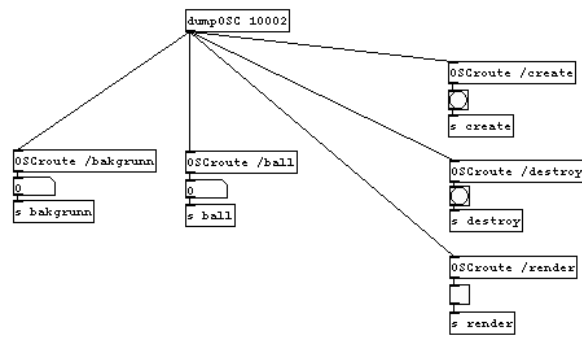 dumpOSC 10002
OSCroute /create
s create
OSCroute /bakgrunn
0
s bakgrunn
OSCroute /ball
0
s ball
OSCroute /destroy
s destroy
OSCroute /render
s render